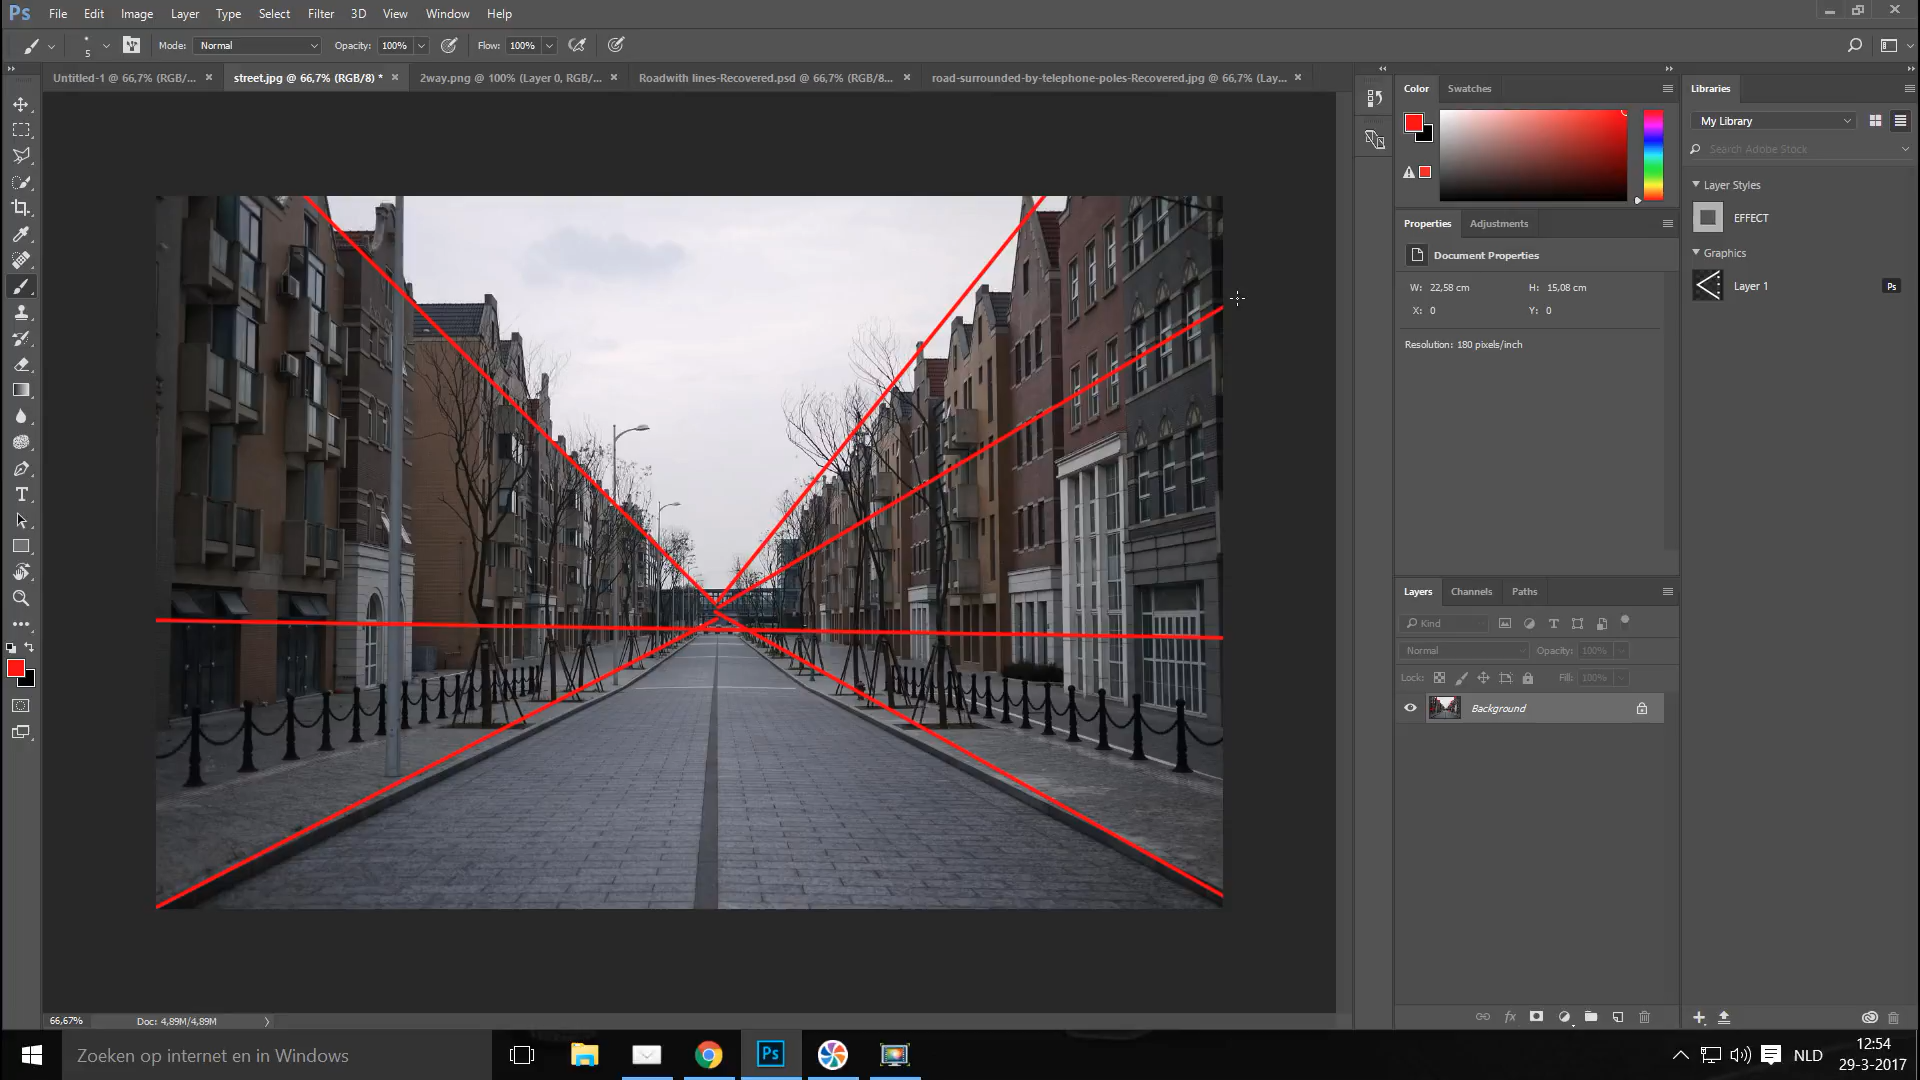 Ps File Edit Image Layer Type Select Filter 3D View Window Help
5 Mode: Normal Opacity: 100% Flow: 100%
Untitled-1 @ 66,7% (RGB/... × street.jpg @ 66,7% (RGB/8) * × 2way.png @ 100% (Layer 0, RGB/... × Roadwith lines-Recovered.psd @ 66,7% (RGB/8... × road-surrounded-by-telephone-poles-Recovered.jpg @ 66,7% (Lay... ×
Color Swatches
Properties Adjustments
Document Properties
W: 22,58 cm H: 15,08 cm
X: 0 Y: 0
Resolution: 180 pixels/inch
Layers Channels Paths
Kind
Normal Opacity: 100%
Lock: Fill: 100%
Background
fx
Libraries
My Library
Search Adobe Stock
Layer Styles
EFFECT
Graphics
Layer 1 Ps
66,67% Doc: 4,89M/4,89M
Zoeken op internet en in Windows
Ps
NLD
12:54
29-3-2017